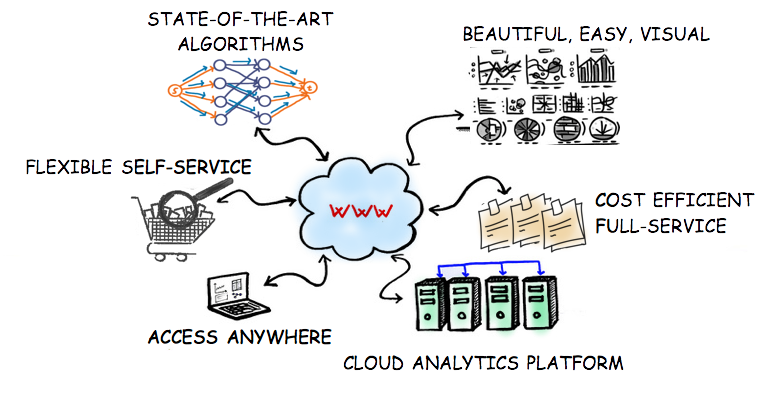 STATE-OF-THE-ART
ALGORITHMS
BEAUTIFUL, EASY, VISUAL
FLEXIBLE SELF-SERVICE
WWW
COST EFFICIENT
FULL-SERVICE
ACCESS ANYWHERE
CLOUD ANALYTICS PLATFORM